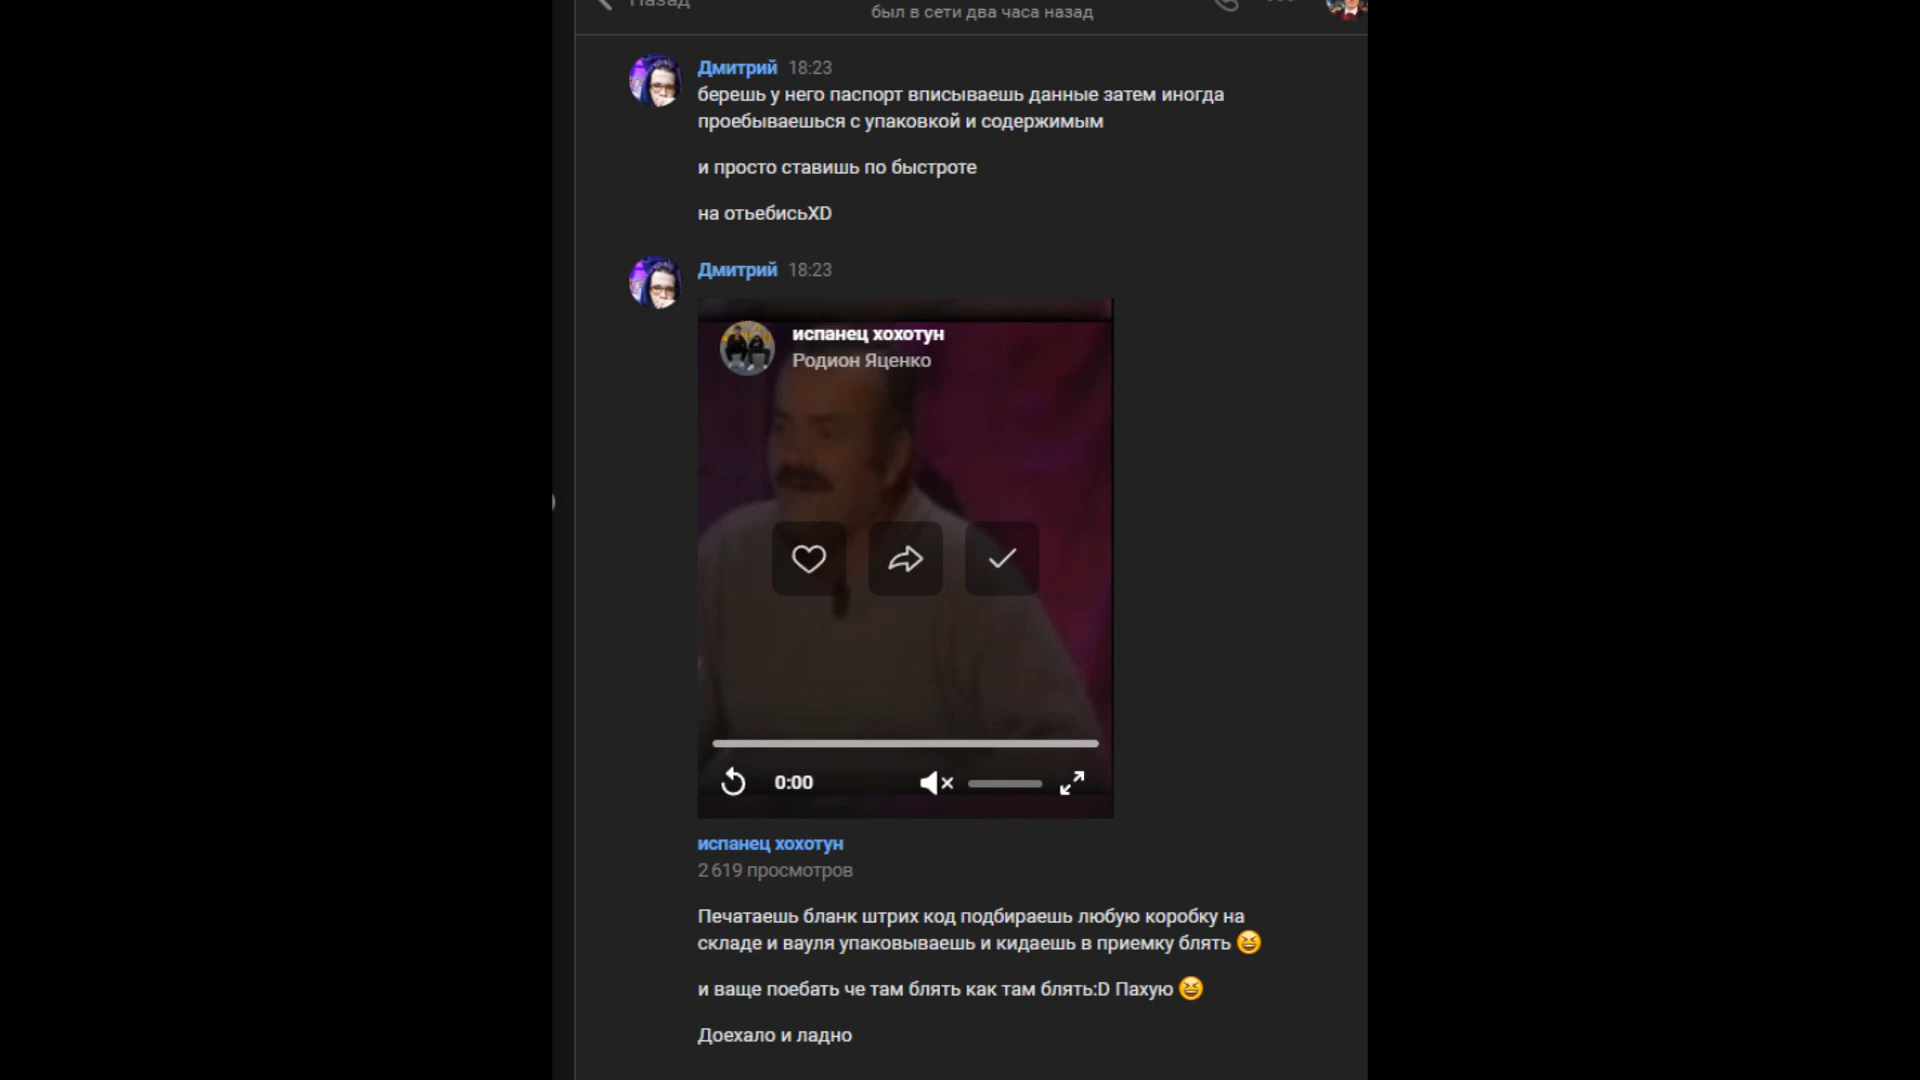 Назад
был в сети два часа назад
Дмитрий 18:23
берешь у него паспорт вписываешь данные затем иногда
проебываешься с упаковкой и содержимым
и просто ставишь по быстроте
на отьебисьXD
Дмитрий 18:23
испанец хохотун
Родион Яценко
0:00
испанец хохотун
2 619 просмотров
Печатаешь бланк штрих код подбираешь любую коробку на
складе и вауля упаковываешь и кидаешь в приемку блять 😆
и ваще поебать че там блять как там блять:D Пахую 😆
Доехало и ладно